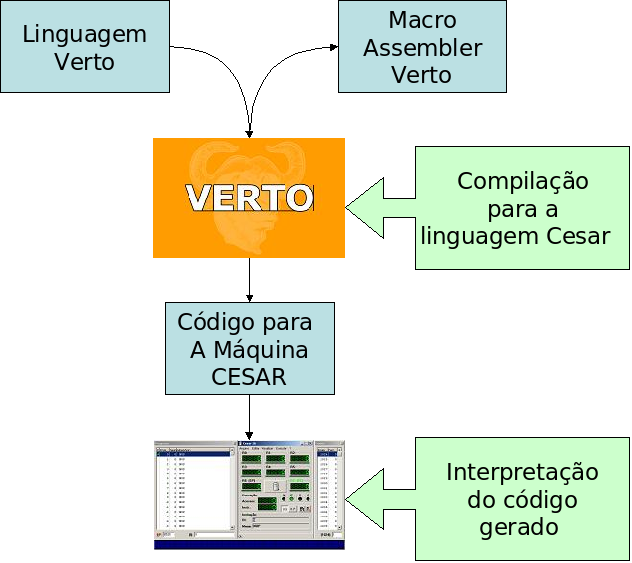 Linguagem
Verto
Macro
Assembler
Verto
VERTO
Compilação
para a
linguagem Cesar
Código para
A Máquina
CESAR
Interpretação
do código
gerado